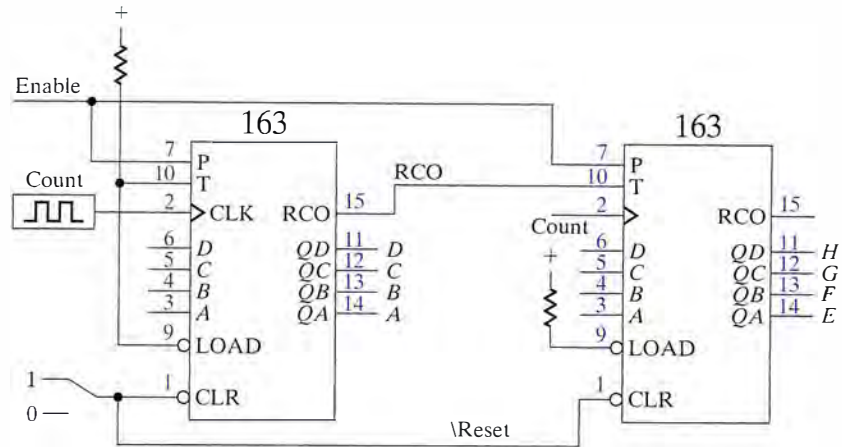 +
Enable
163
163
7 P
10 T
Count
2 CLK
RCO 15
RCO
7 P
10 T
2
Count
RCO 15
6 D
5 C
4 B
3 A
QD 11 D
QC 12 C
QB 13 B
QA 14 A
+
6 D
5 C
4 B
3 A
QD 11 H
QC 12 G
QB 13 F
QA 14 E
9 LOAD
9 LOAD
1
0
1 CLR
1 CLR
\Reset